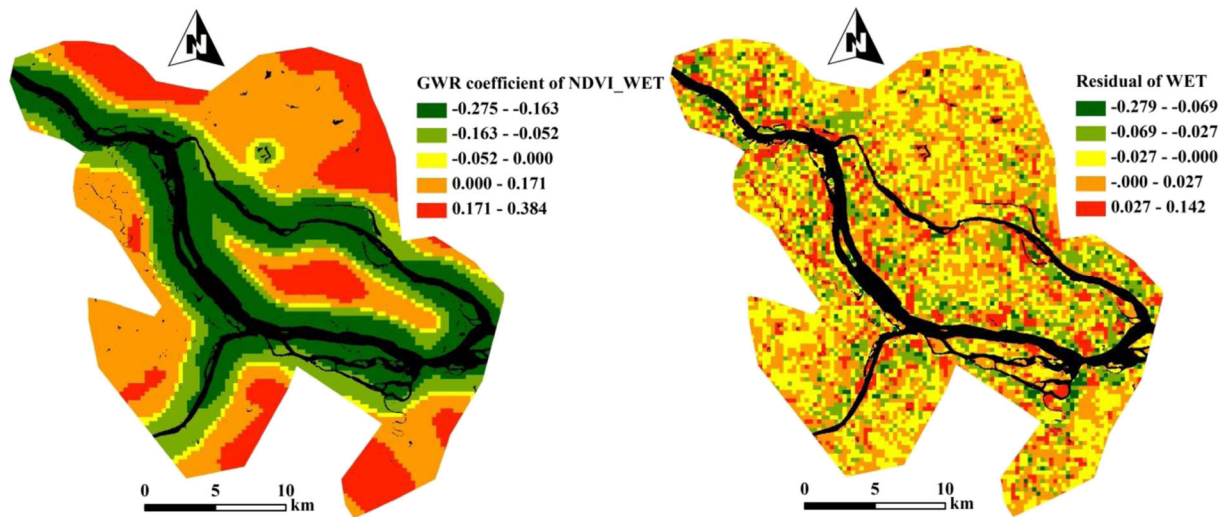 N
GWR coefficient of NDVI_WET
-0.275 - -0.163
-0.163 - -0.052
-0.052 - 0.000
0.000 - 0.171
0.171 - 0.384
0 5 10
km
N
Residual of WET
-0.279 - -0.069
-0.069 - -0.027
-0.027 - -0.000
-.000 - 0.027
0.027 - 0.142
0 5 10
km